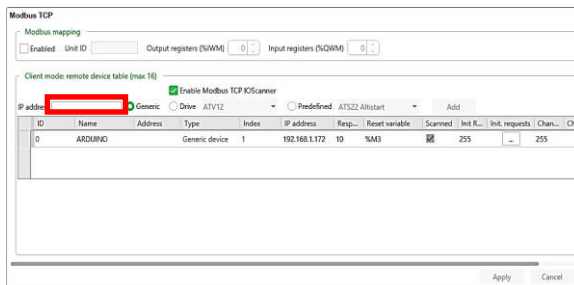 Modbus TCP
Modbus mapping
Enabled Unit ID Output registers (%IWM) 0 Input registers (%QWM) 0
Client mode: remote device table (max 16)
Enable Modbus TCP IOScanner
IP address Generic Drive ATV12 Predefined ATS22 Altistart Add
ID Name Address Type Index IP address Resp... Reset variable Scanned Init R... Init. requests Chan...
0 ARDUINO Generic device 1 192.168.1.172 10 %M3 255 ... 255
Apply Cancel